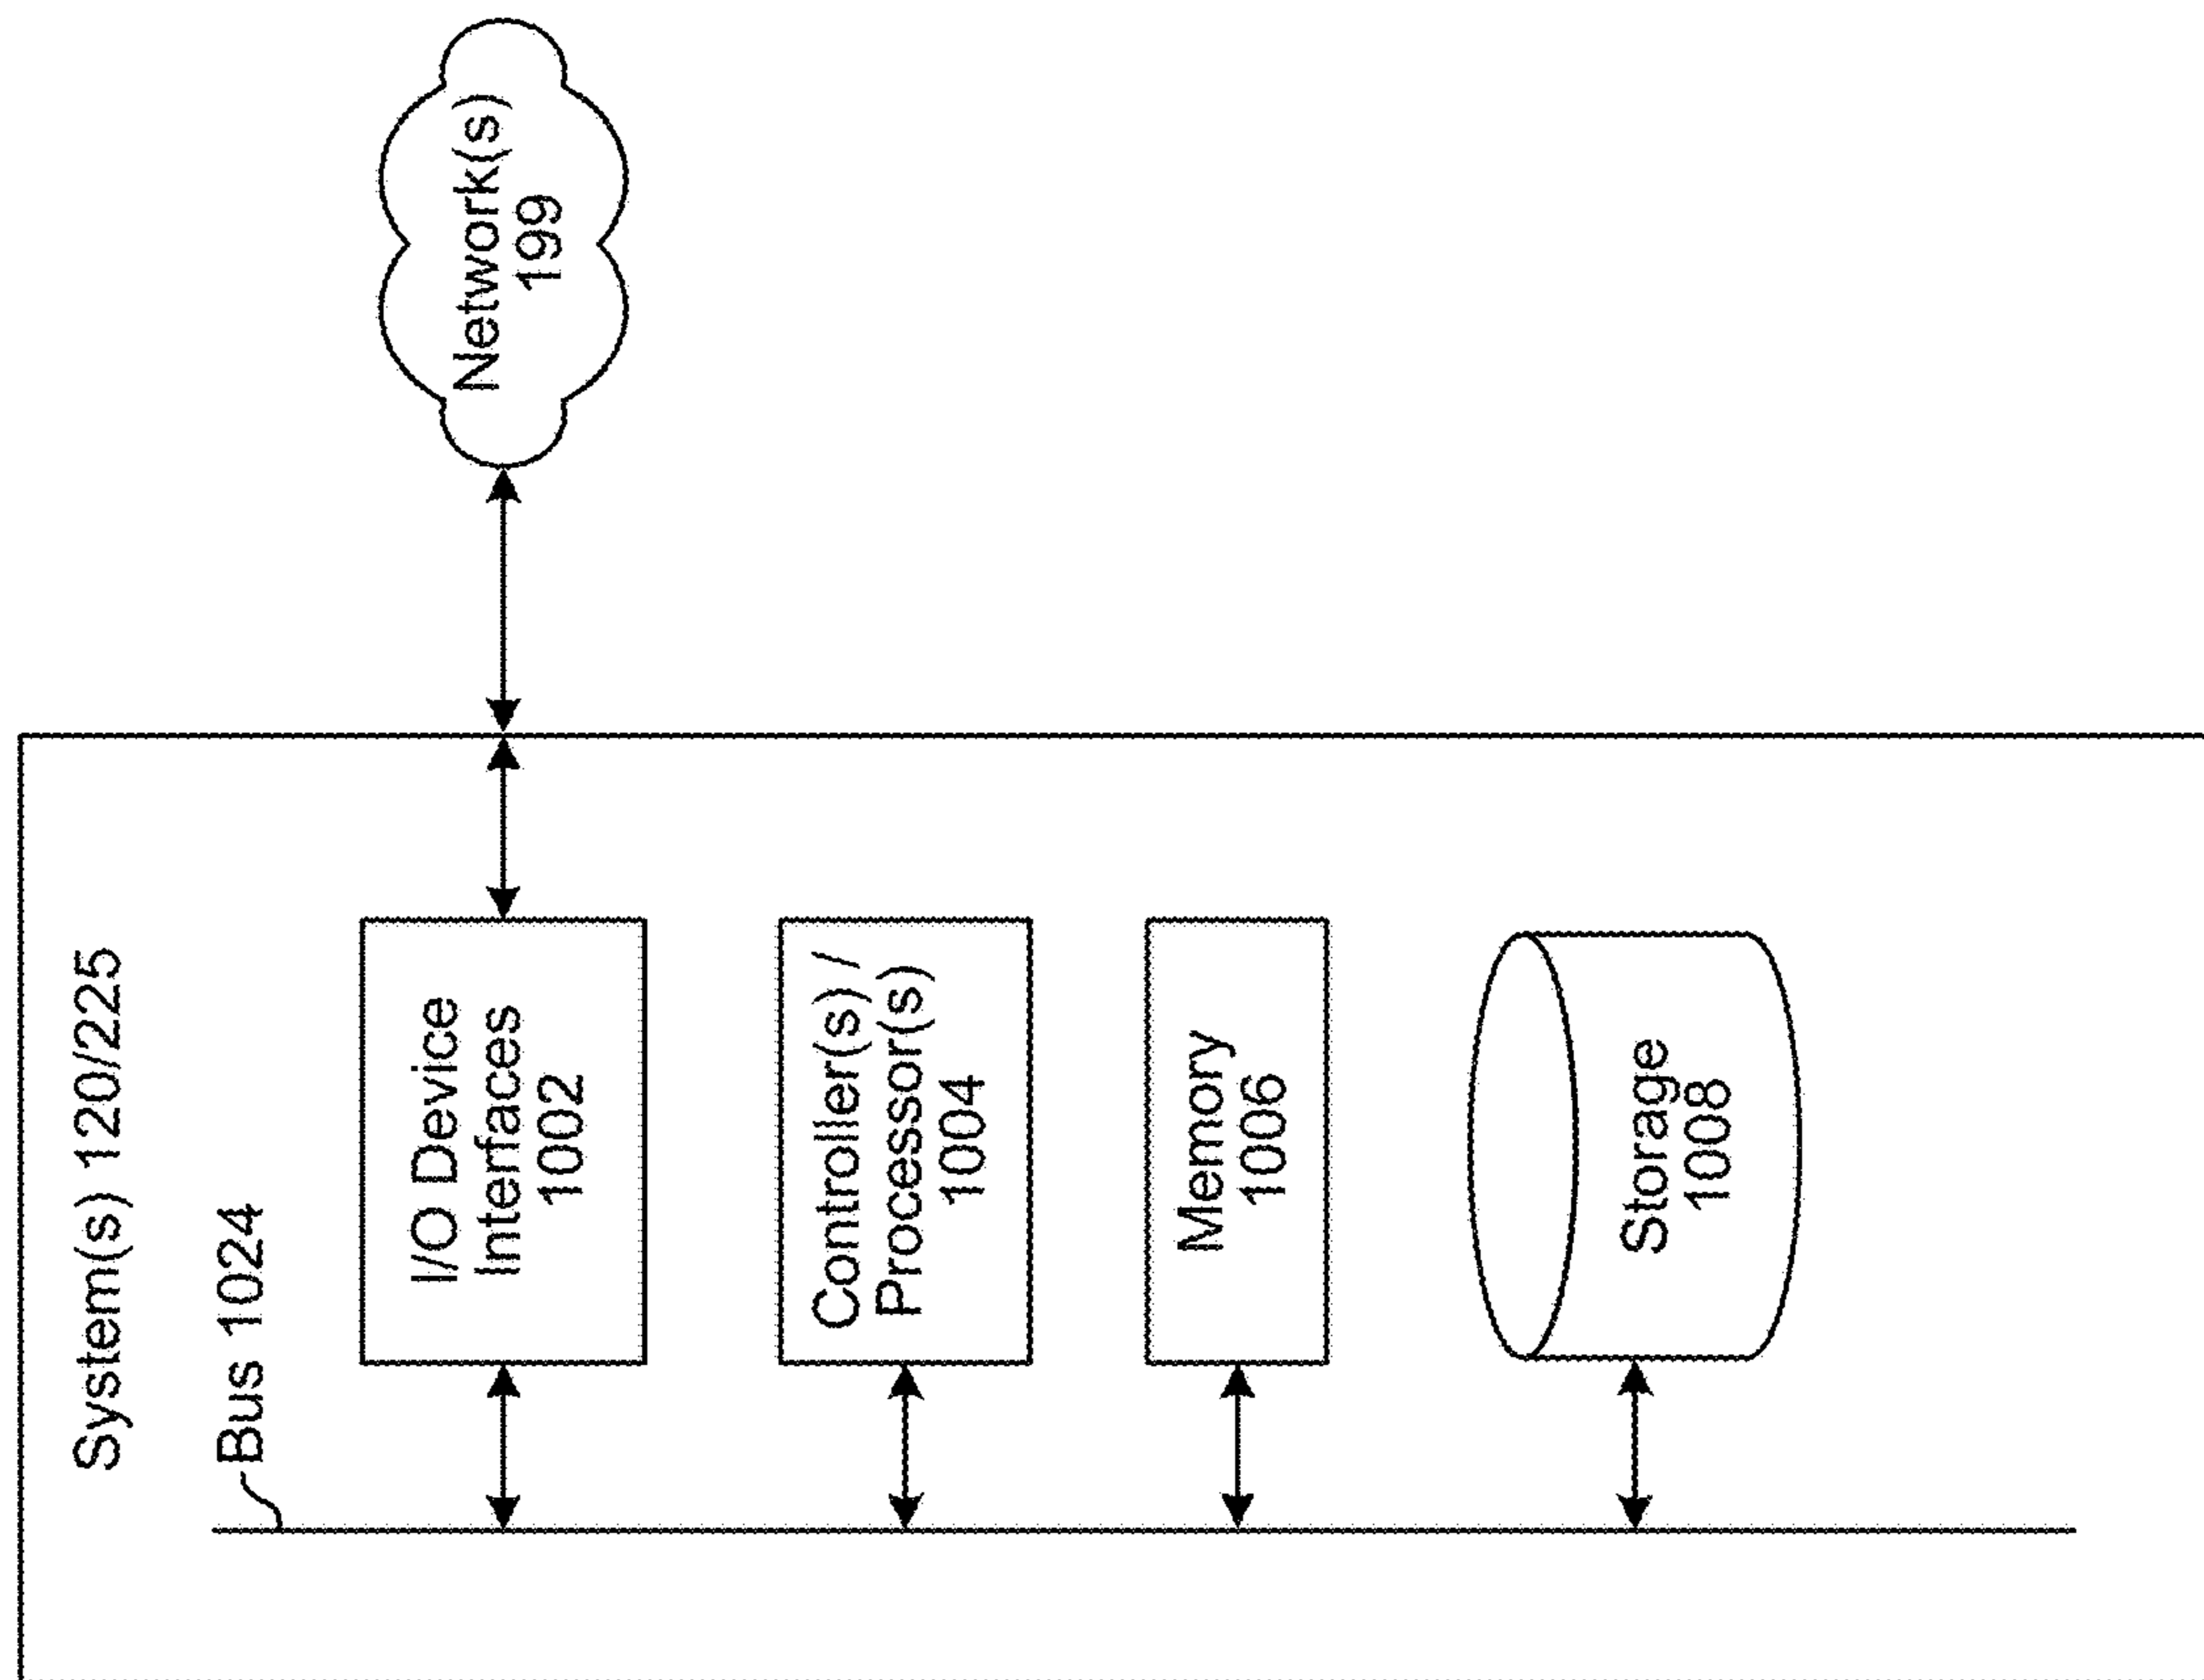 System(s) 120/225
Bus 1024
I/O Device
Interfaces
1002
Network(s)
199
Controller(s) /
Processor(s)
1004
Memory
1006
Storage
1008